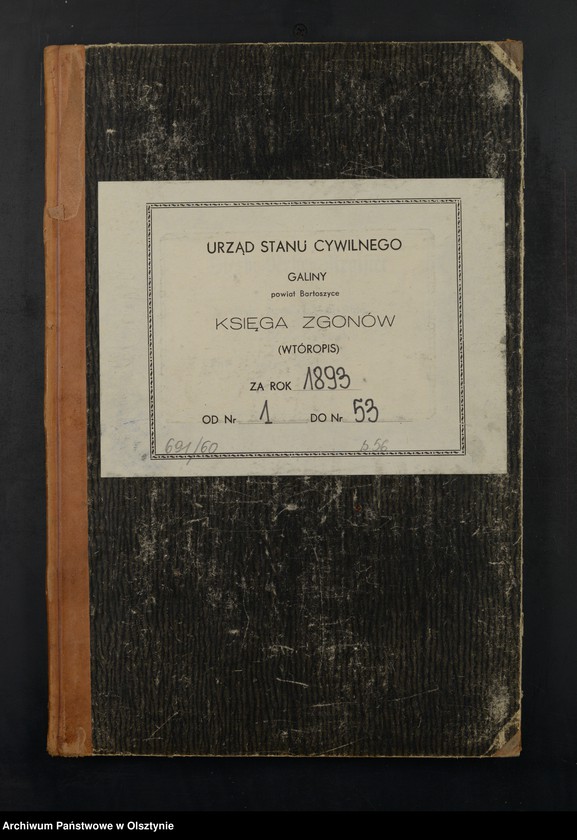 URZĄD STANU CYWILNEGO
GALINY
powiat Bartoszyce
KSIĘGA ZGONÓW
(WTÓROPIS)
ZA ROK 1893
OD Nr 1 DO Nr 53
691/60 p. 56
Archiwum Państwowe w Olsztynie